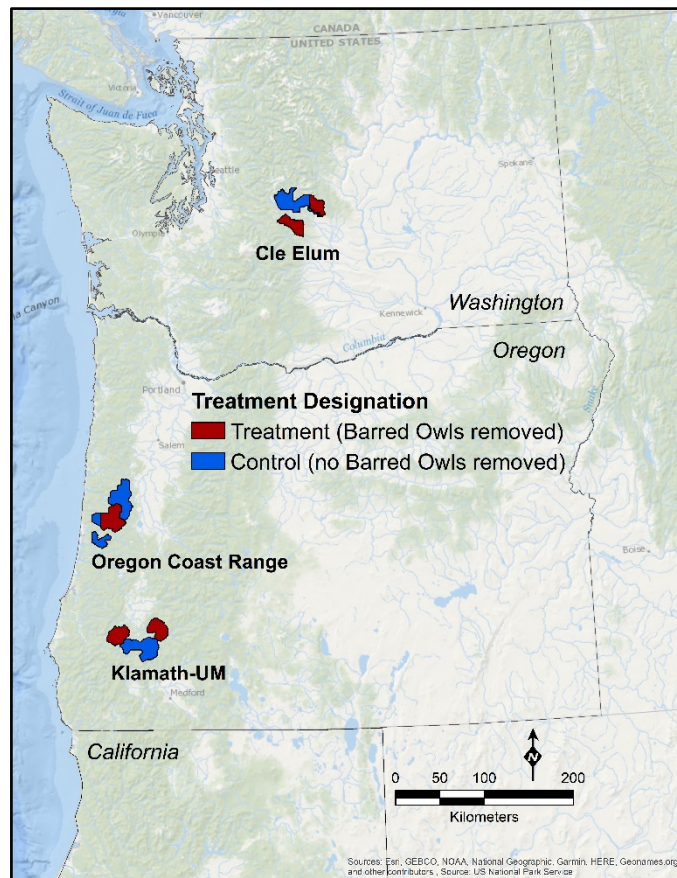 Vancouver
CANADA
UNITED STATES
Victoria
Strait of Juan de Fuca
Seattle
Spokane
Olympia
Cle Elum
Kennewick
Washington
Columbia
Oregon
Portland
Treatment Designation
Treatment (Barred Owls removed)
Salem
Control (no Barred Owls removed)
Snake
Oregon Coast Range
Boise
Klamath-UM
Medford
California
N
0 50 100 200
Kilometers
Sources: Esri, GEBCO, NOAA, National Geographic, Garmin, HERE, Geonames.org
and other contributors , Source: US National Park Service